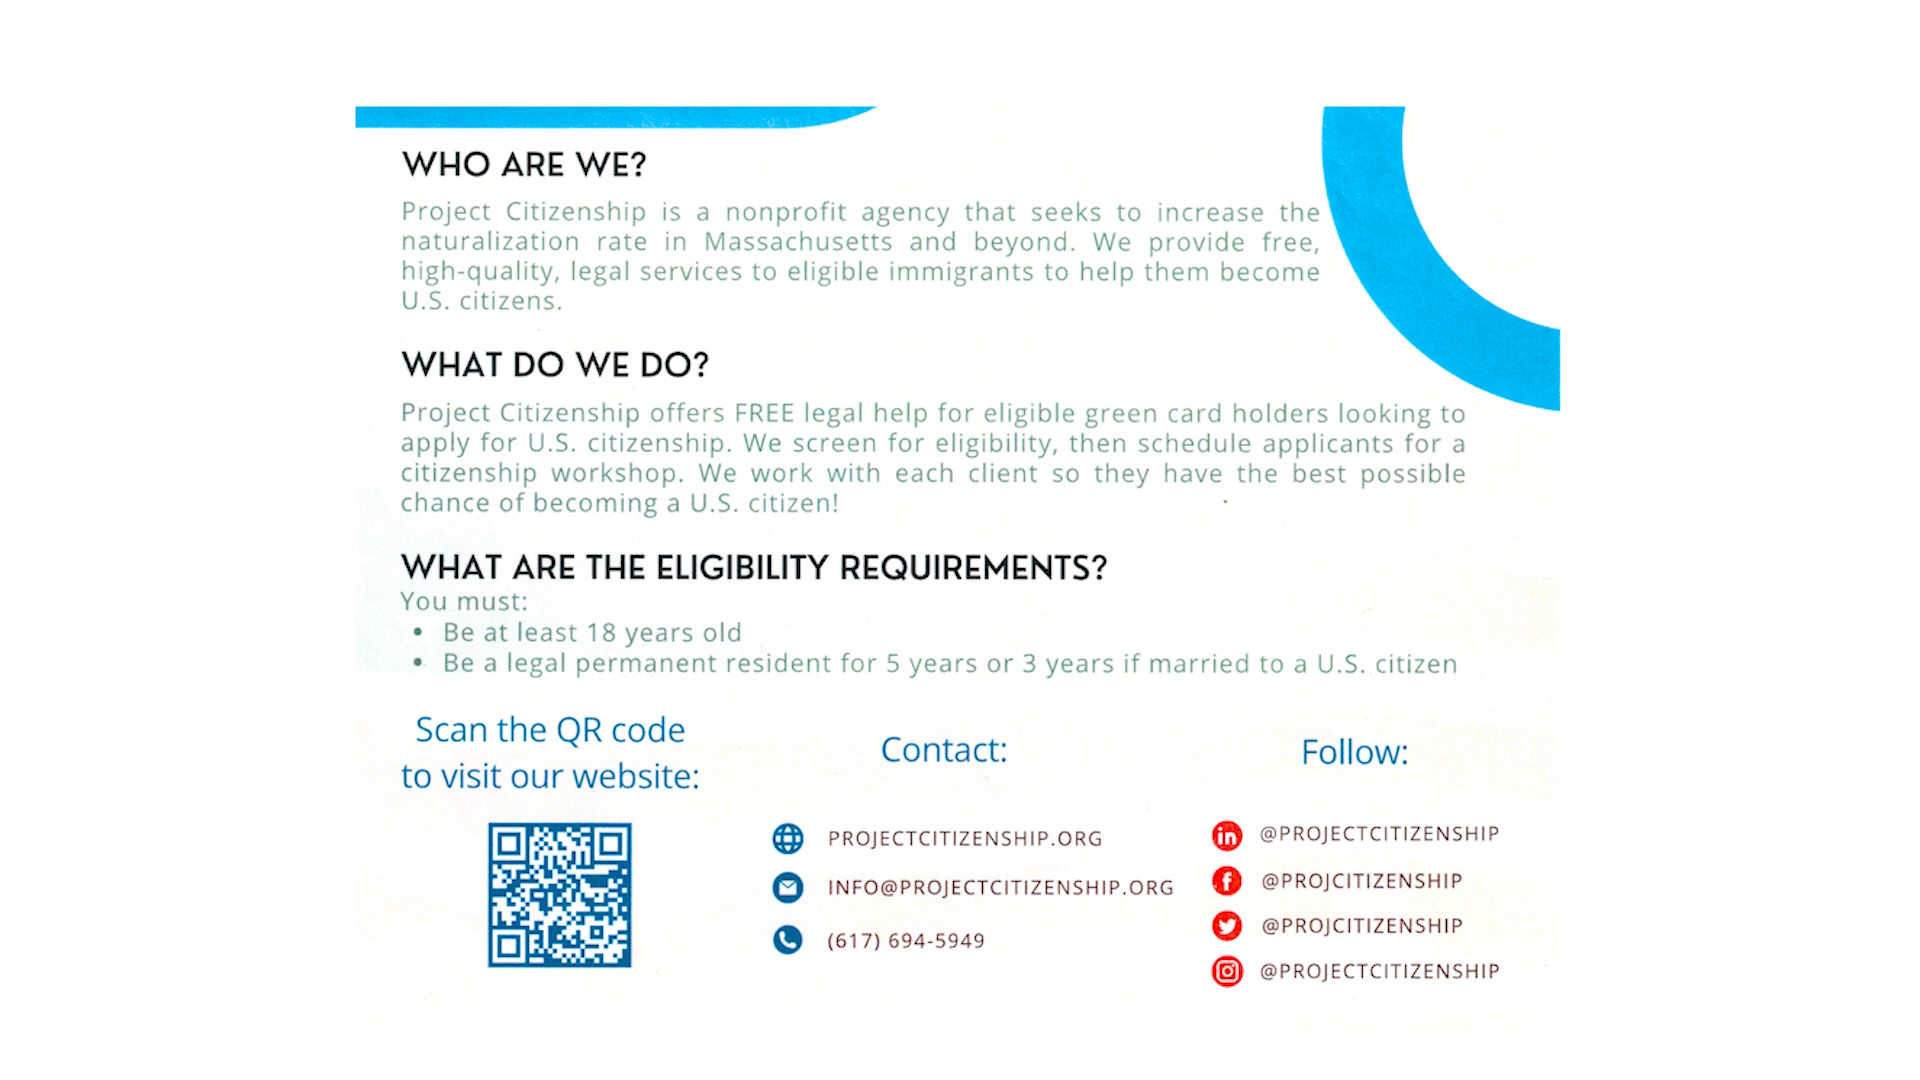 WHO ARE WE?
Project Citizenship is a nonprofit agency that seeks to increase the
naturalization rate in Massachusetts and beyond. We provide free,
high-quality, legal services to eligible immigrants to help them become
U.S. citizens.
WHAT DO WE DO?
Project Citizenship offers FREE legal help for eligible green card holders looking to
apply for U.S. citizenship. We screen for eligibility, then schedule applicants for a
citizenship workshop. We work with each client so they have the best possible
chance of becoming a U.S. citizen!
WHAT ARE THE ELIGIBILITY REQUIREMENTS?
You must:
• Be at least 18 years old
• Be a legal permanent resident for 5 years or 3 years if married to a U.S. citizen
Scan the QR code
to visit our website:
Contact:
PROJECTCITIZENSHIP.ORG
INFO@PROJECTCITIZENSHIP.ORG
(617) 694-5949
Follow:
@PROJECTCITIZENSHIP
@PROJCITIZENSHIP
@PROJCITIZENSHIP
@PROJECTCITIZENSHIP